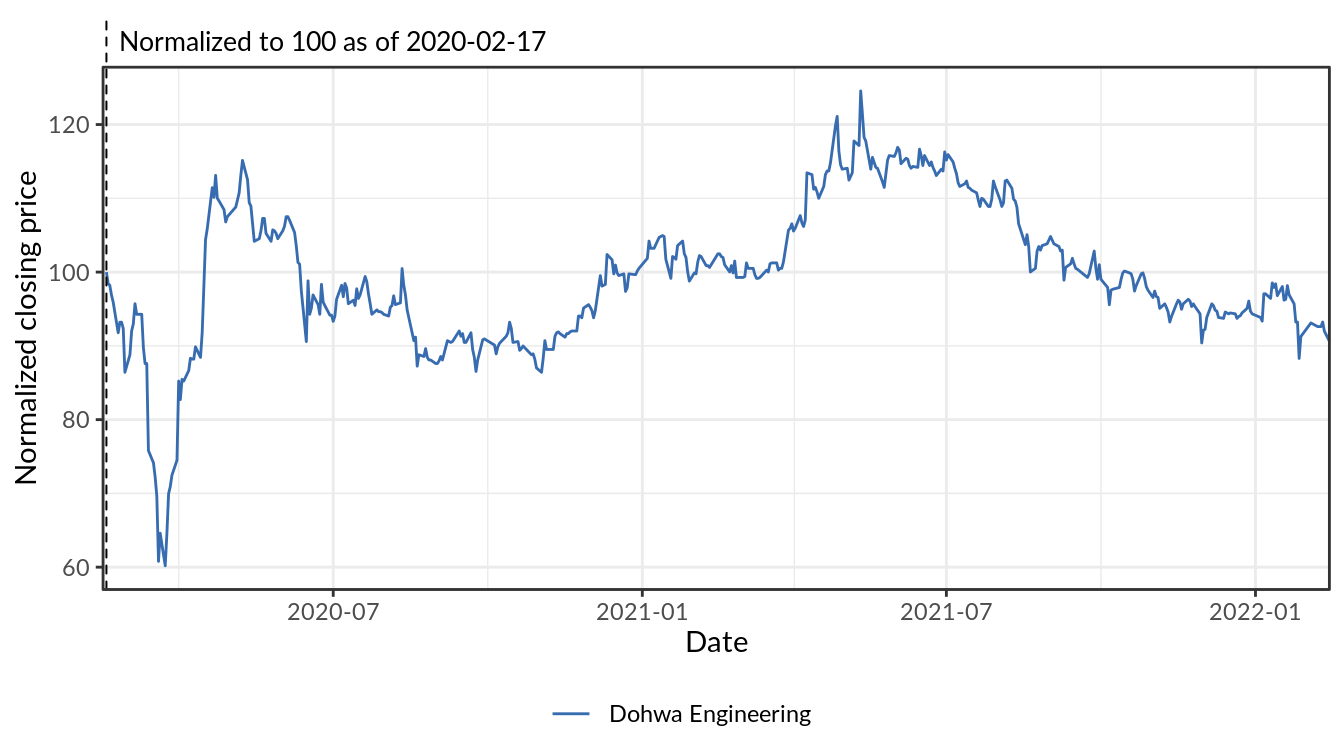 Normalized to 100 as of 2020-02-17
Normalized closing price
120
100
80
60
2020-07
2021-01
2021-07
2022-01
Date
Dohwa Engineering